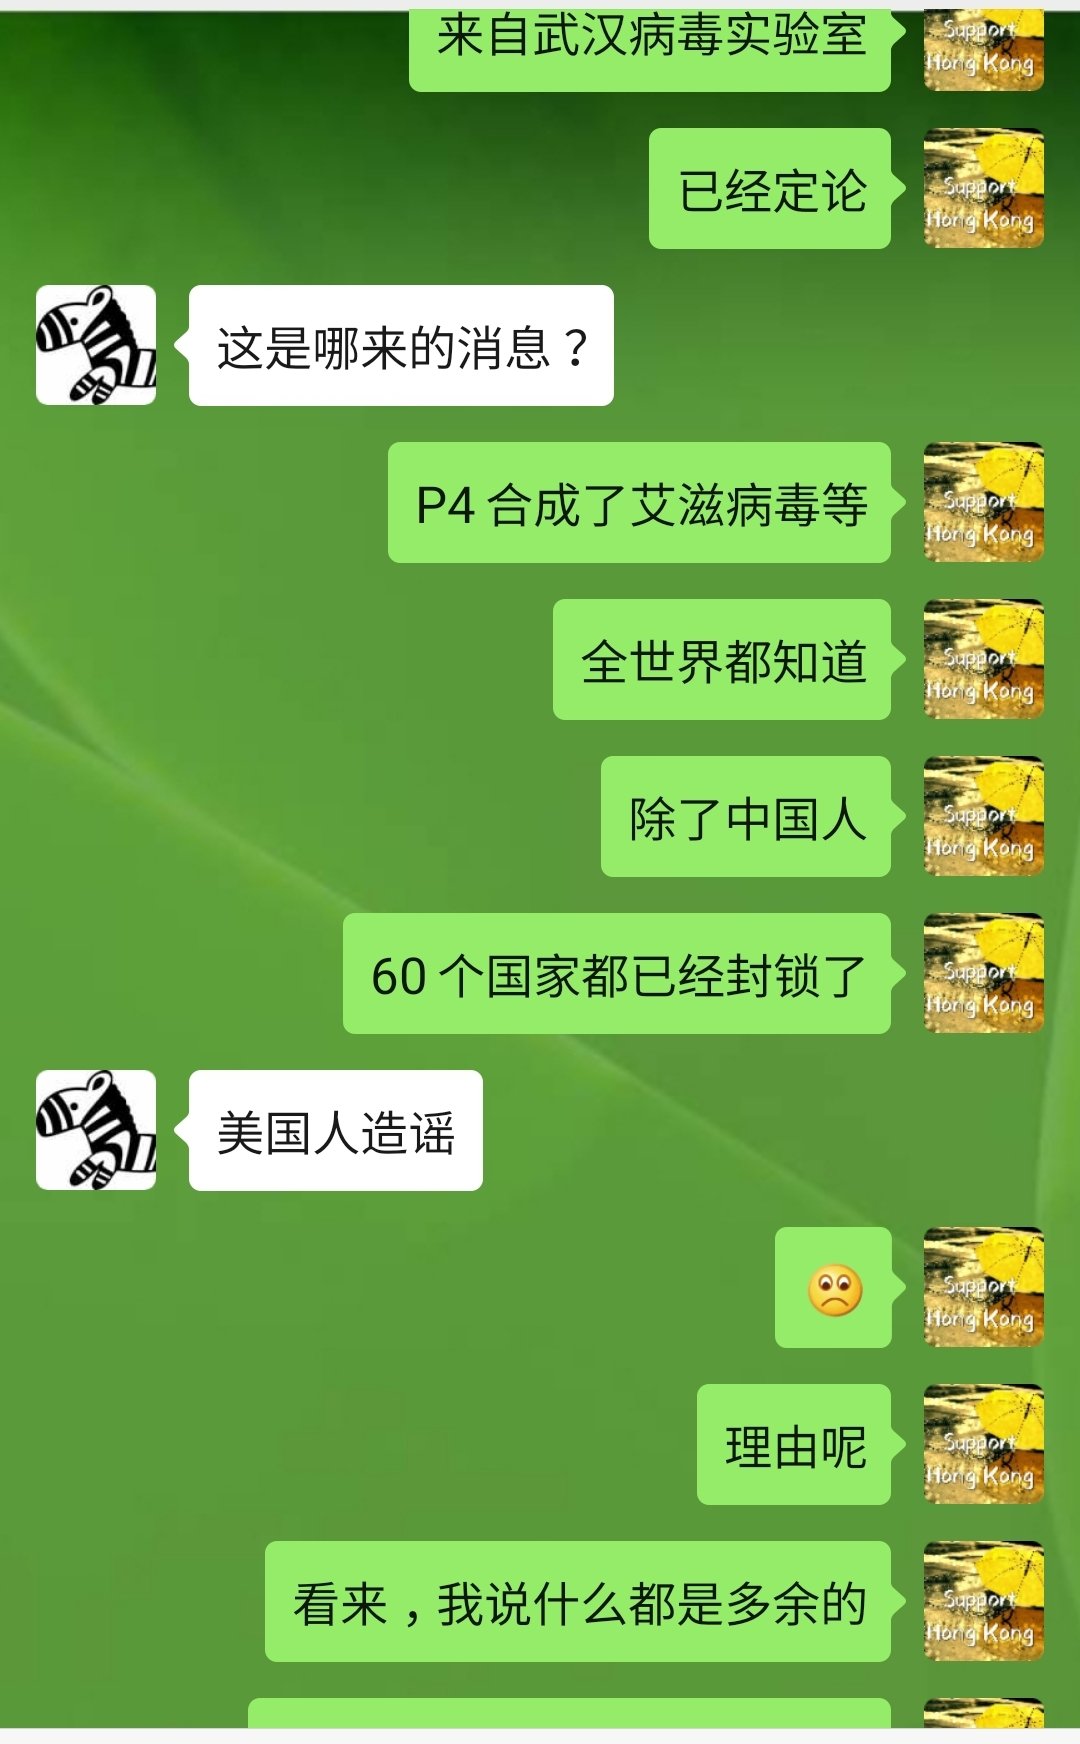 来自武汉病毒实验室
Support
Hong Kong
已经定论
Support
Hong Kong
这是哪来的消息？
P4 合成了艾滋病毒等
Support
Hong Kong
全世界都知道
Support
Hong Kong
除了中国人
Support
Hong Kong
60 个国家都已经封锁了
Support
Hong Kong
美国人造谣
Support
Hong Kong
理由呢
Support
Hong Kong
看来，我说什么都是多余的
Support
Hong Kong